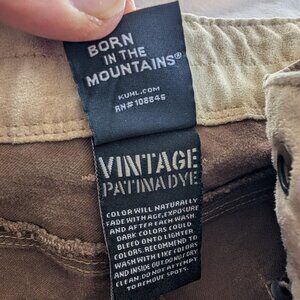 BORN
IN THE
MOUNTAINS®
KUHL.COM
RN#108846
VINTAGE
PATINADYE
COLOR WILL NATURALLY
FADE WITH AGE, EXPOSURE
AND AFTER EACH WASH.
DARK COLORS COULD
BLEED ONTO LIGHTER
COLORS. RECOMMEND TO
WASH WITH LIKE COLORS
AND INSIDE OUT. DO NOT DRY
CLEAN. DO NOT ATTEMPT
TO REMOVE SPOTS.